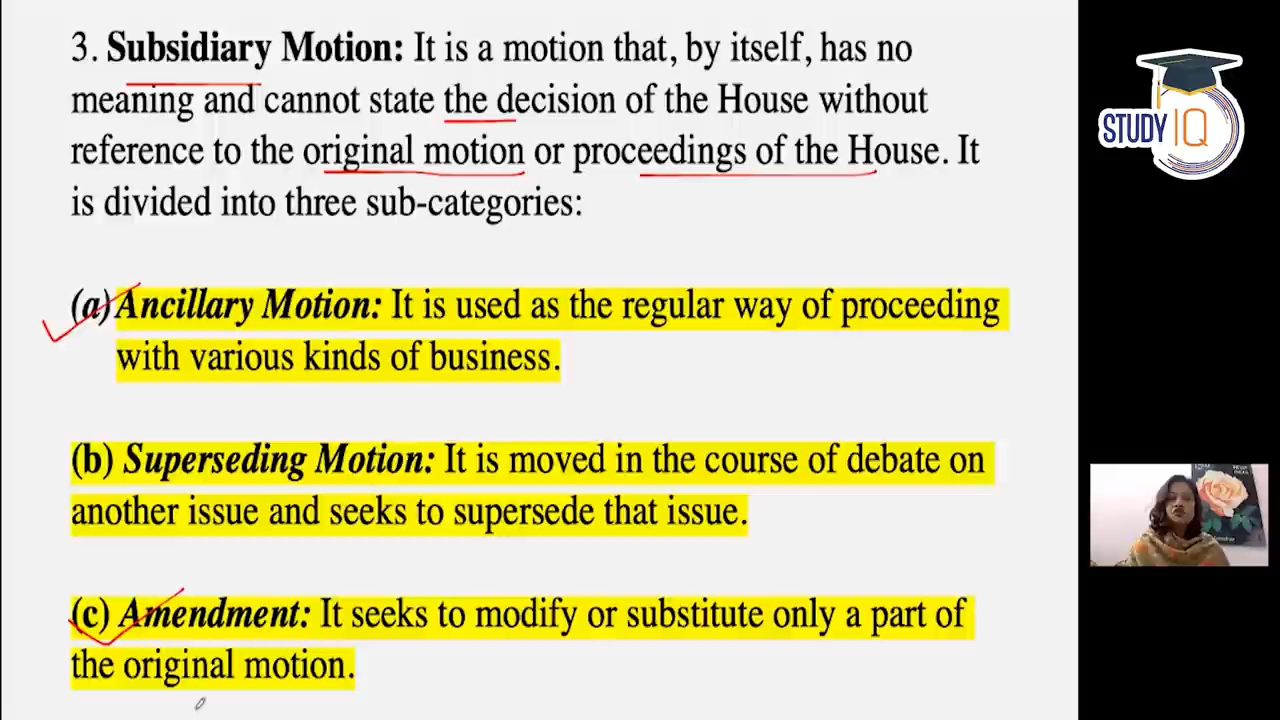 3. Subsidiary Motion: It is a motion that, by itself, has no
meaning and cannot state the decision of the House without
reference to the original motion or proceedings of the House. It
is divided into three sub-categories:
(a) Ancillary Motion: It is used as the regular way of proceeding
with various kinds of business.
(b) Superseding Motion: It is moved in the course of debate on
another issue and seeks to supersede that issue.
(c) Amendment: It seeks to modify or substitute only a part of
the original motion.
STUDY IQ